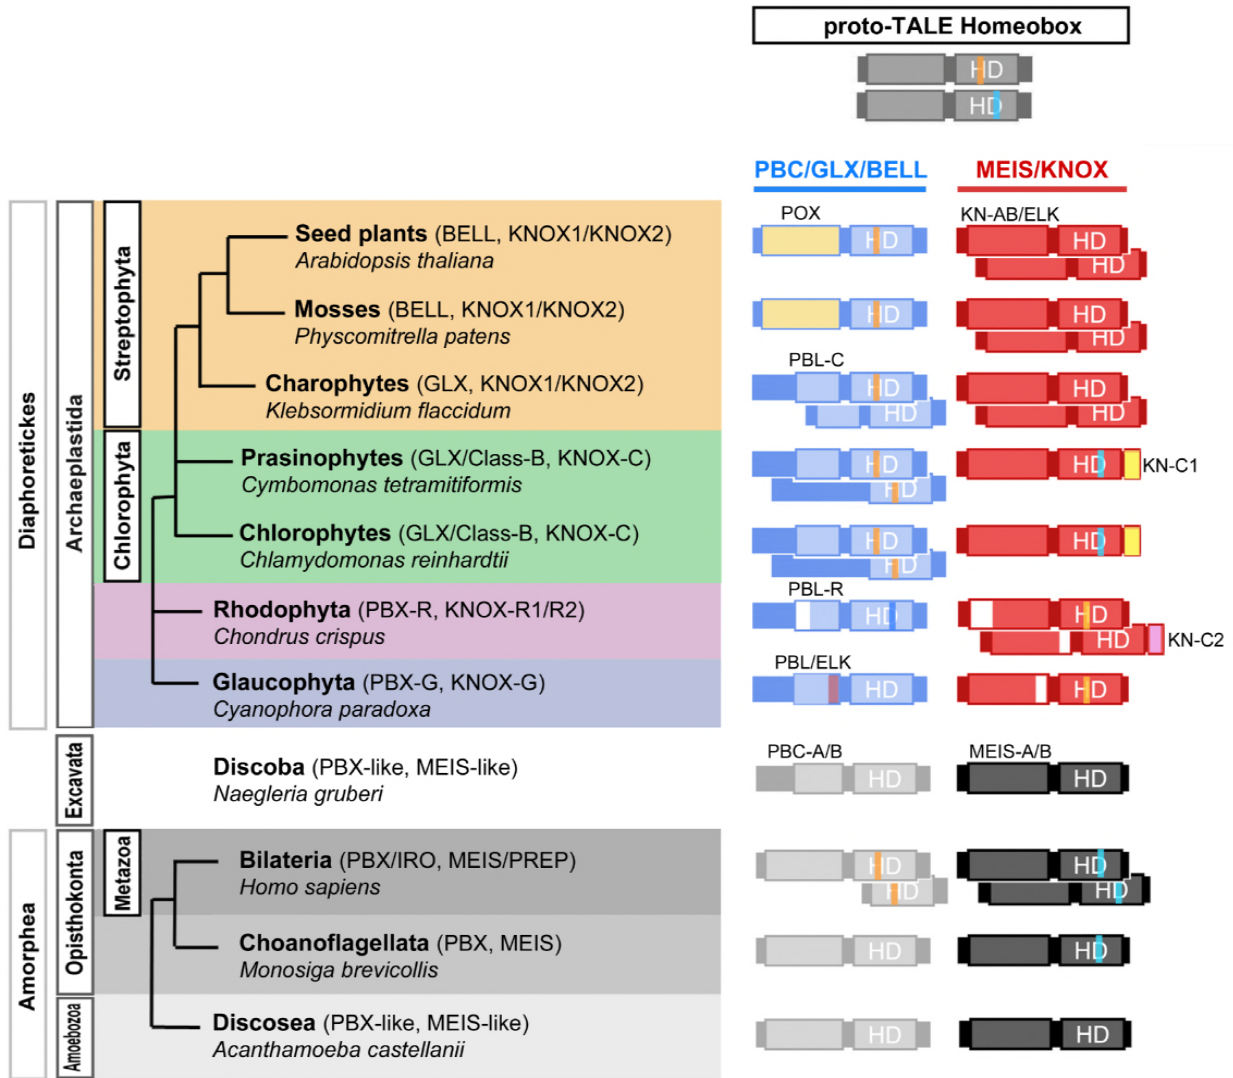 proto-TALE Homeobox
HD
HD
PBC/GLX/BELL
MEIS/KNOX
Diaphoretickes
Archaeplastida
Streptophyta
Seed plants (BELL, KNOX1/KNOX2)
Arabidopsis thaliana
POX
HD
KN-AB/ELK
HD
HD
Mosses (BELL, KNOX1/KNOX2)
Physcomitrella patens
HD
HD
HD
Charophytes (GLX, KNOX1/KNOX2)
Klebsormidium flaccidum
PBL-C
HD
HD
HD
HD
Chlorophyta
Prasinophytes (GLX/Class-B, KNOX-C)
Cymbomonas tetramitiformis
HD
HD
HD
KN-C1
Chlorophytes (GLX/Class-B, KNOX-C)
Chlamydomonas reinhardtii
HD
HD
HD
Rhodophyta (PBX-R, KNOX-R1/R2)
Chondrus crispus
PBL-R
HD
HD
HD
KN-C2
Glaucophyta (PBX-G, KNOX-G)
Cyanophora paradoxa
PBL/ELK
HD
HD
Excavata
Discoba (PBX-like, MEIS-like)
Naegleria gruberi
PBC-A/B
HD
MEIS-A/B
HD
Amorphea
Opisthokonta
Metazoa
Bilateria (PBX/IRO, MEIS/PREP)
Homo sapiens
HD
HD
HD
HD
Choanoflagellata (PBX, MEIS)
Monosiga brevicollis
HD
HD
Amoebozoa
Discosea (PBX-like, MEIS-like)
Acanthamoeba castellanii
HD
HD